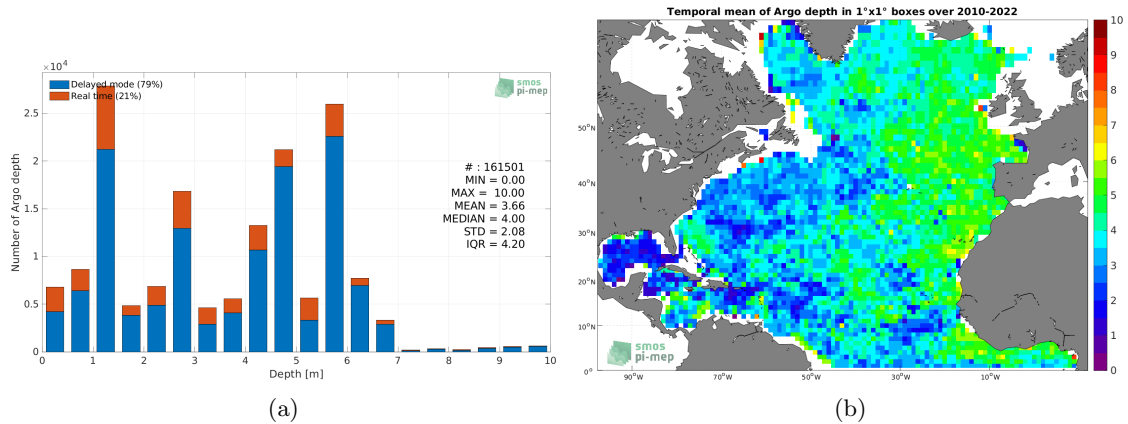 ×10⁴
Delayed mode (79%)
Real time (21%)
smos
pi-mep
2.5
2
1.5
1
0.5
0
Number of Argo depth
# : 161501
MIN = 0.00
MAX = 10.00
MEAN = 3.66
MEDIAN = 4.00
STD = 2.08
IQR = 4.20
0 1 2 3 4 5 6 7 8 9 10
Depth [m]
(a)
Temporal mean of Argo depth in 1°x1° boxes over 2010-2022
50°N
40°N
30°N
20°N
10°N
0°
90°W 70°W 50°W 30°W 10°W
smos
pi-mep
10
9
8
7
6
5
4
3
2
1
0
(b)